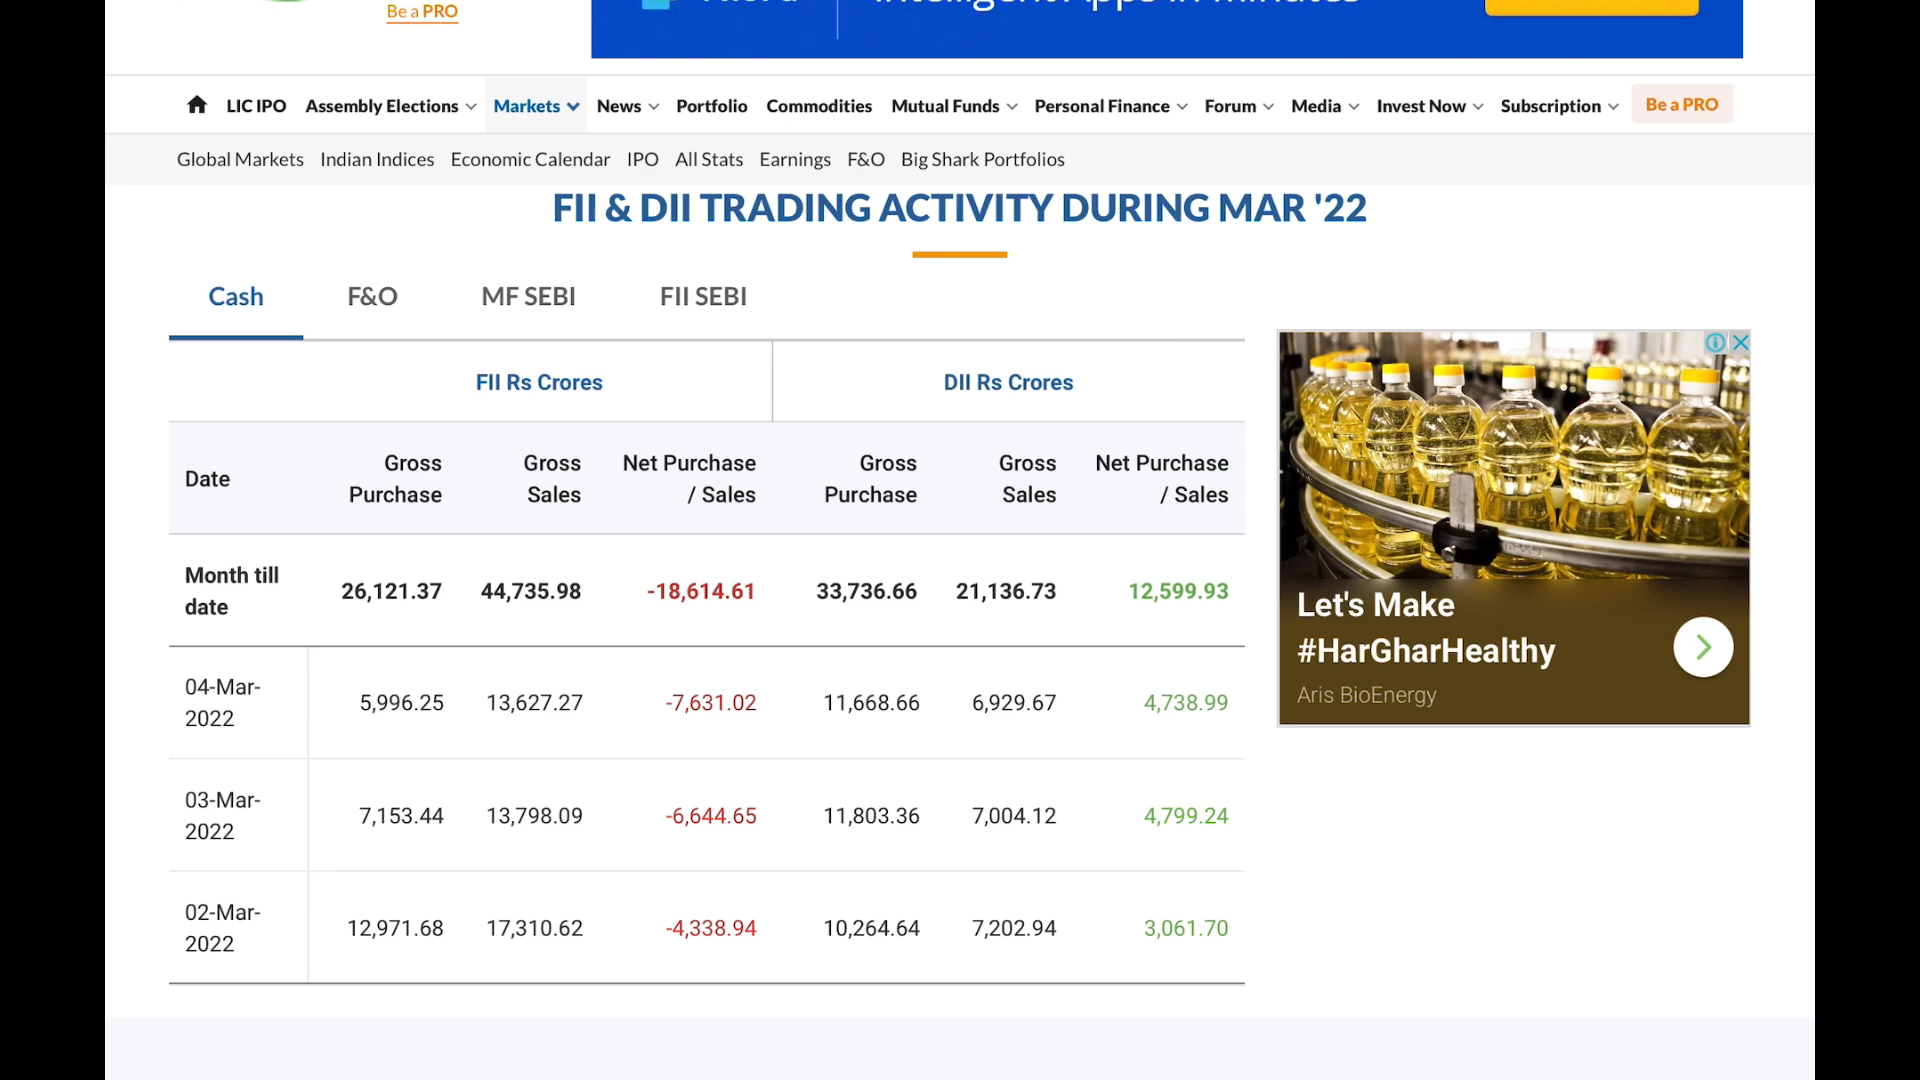 Be a PRO
Intelligent Apps in minutes
LIC IPO Assembly Elections Markets News Portfolio Commodities Mutual Funds Personal Finance Forum Media Invest Now Subscription Be a PRO
Global Markets Indian Indices Economic Calendar IPO All Stats Earnings F&O Big Shark Portfolios
FII & DII TRADING ACTIVITY DURING MAR '22
Cash F&O MF SEBI FII SEBI
FII Rs Crores DII Rs Crores
Date Gross Purchase Gross Sales Net Purchase / Sales Gross Purchase Gross Sales Net Purchase / Sales
Month till date 26,121.37 44,735.98 -18,614.61 33,736.66 21,136.73 12,599.93
04-Mar-2022 5,996.25 13,627.27 -7,631.02 11,668.66 6,929.67 4,738.99
03-Mar-2022 7,153.44 13,798.09 -6,644.65 11,803.36 7,004.12 4,799.24
02-Mar-2022 12,971.68 17,310.62 -4,338.94 10,264.64 7,202.94 3,061.70
Let's Make
#HarGharHealthy
Aris BioEnergy